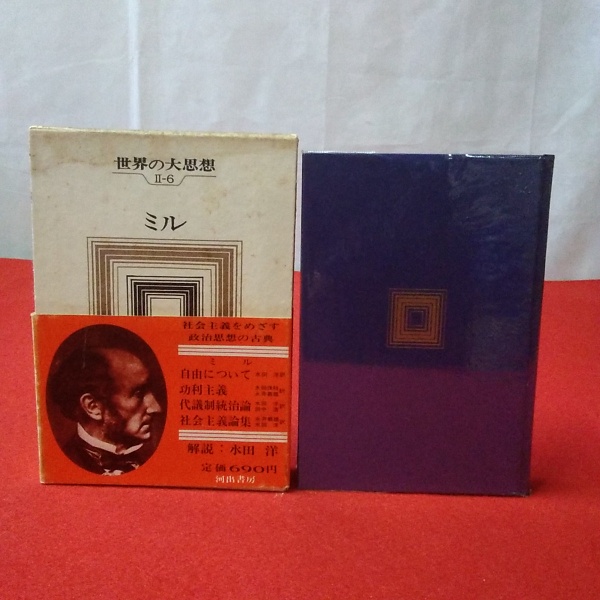 世界の大思想
II-6
ミル
社会主義をめざす
政治思想の古典
ミル
自由について
功利主義
代議制統治論
社会主義論集
解説：水田 洋
定価690円
河出書房